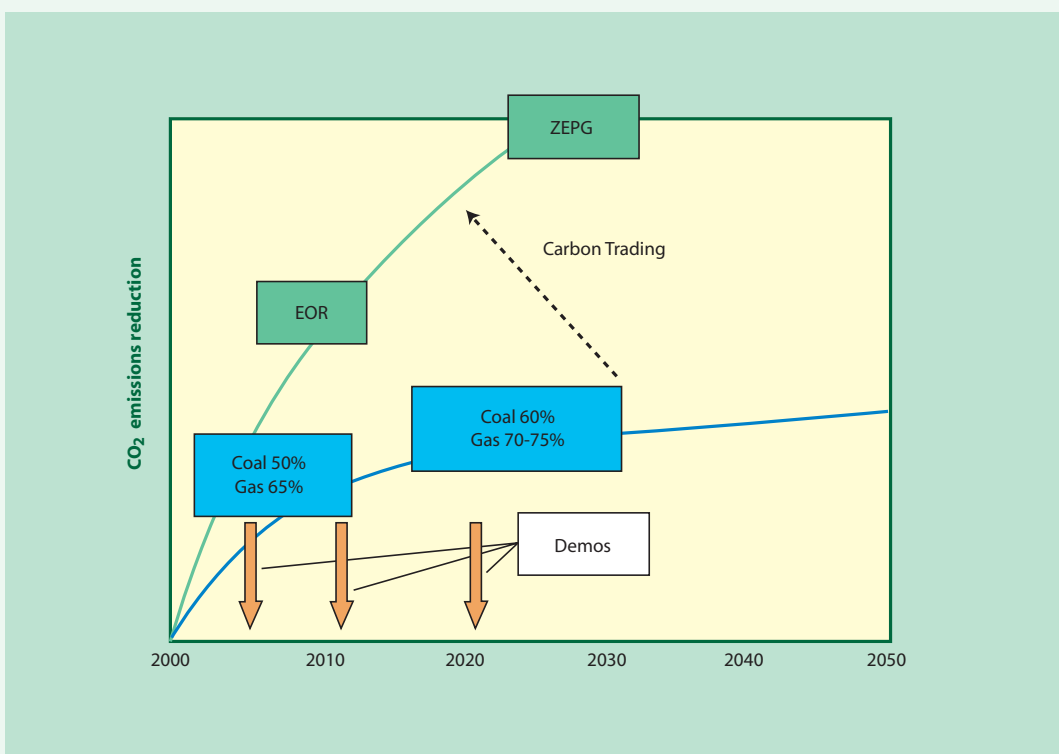 ZEPG
Carbon Trading
EOR
CO2 emissions reduction
Coal 60%
Gas 70-75%
Coal 50%
Gas 65%
Demos
2000 2010 2020 2030 2040 2050